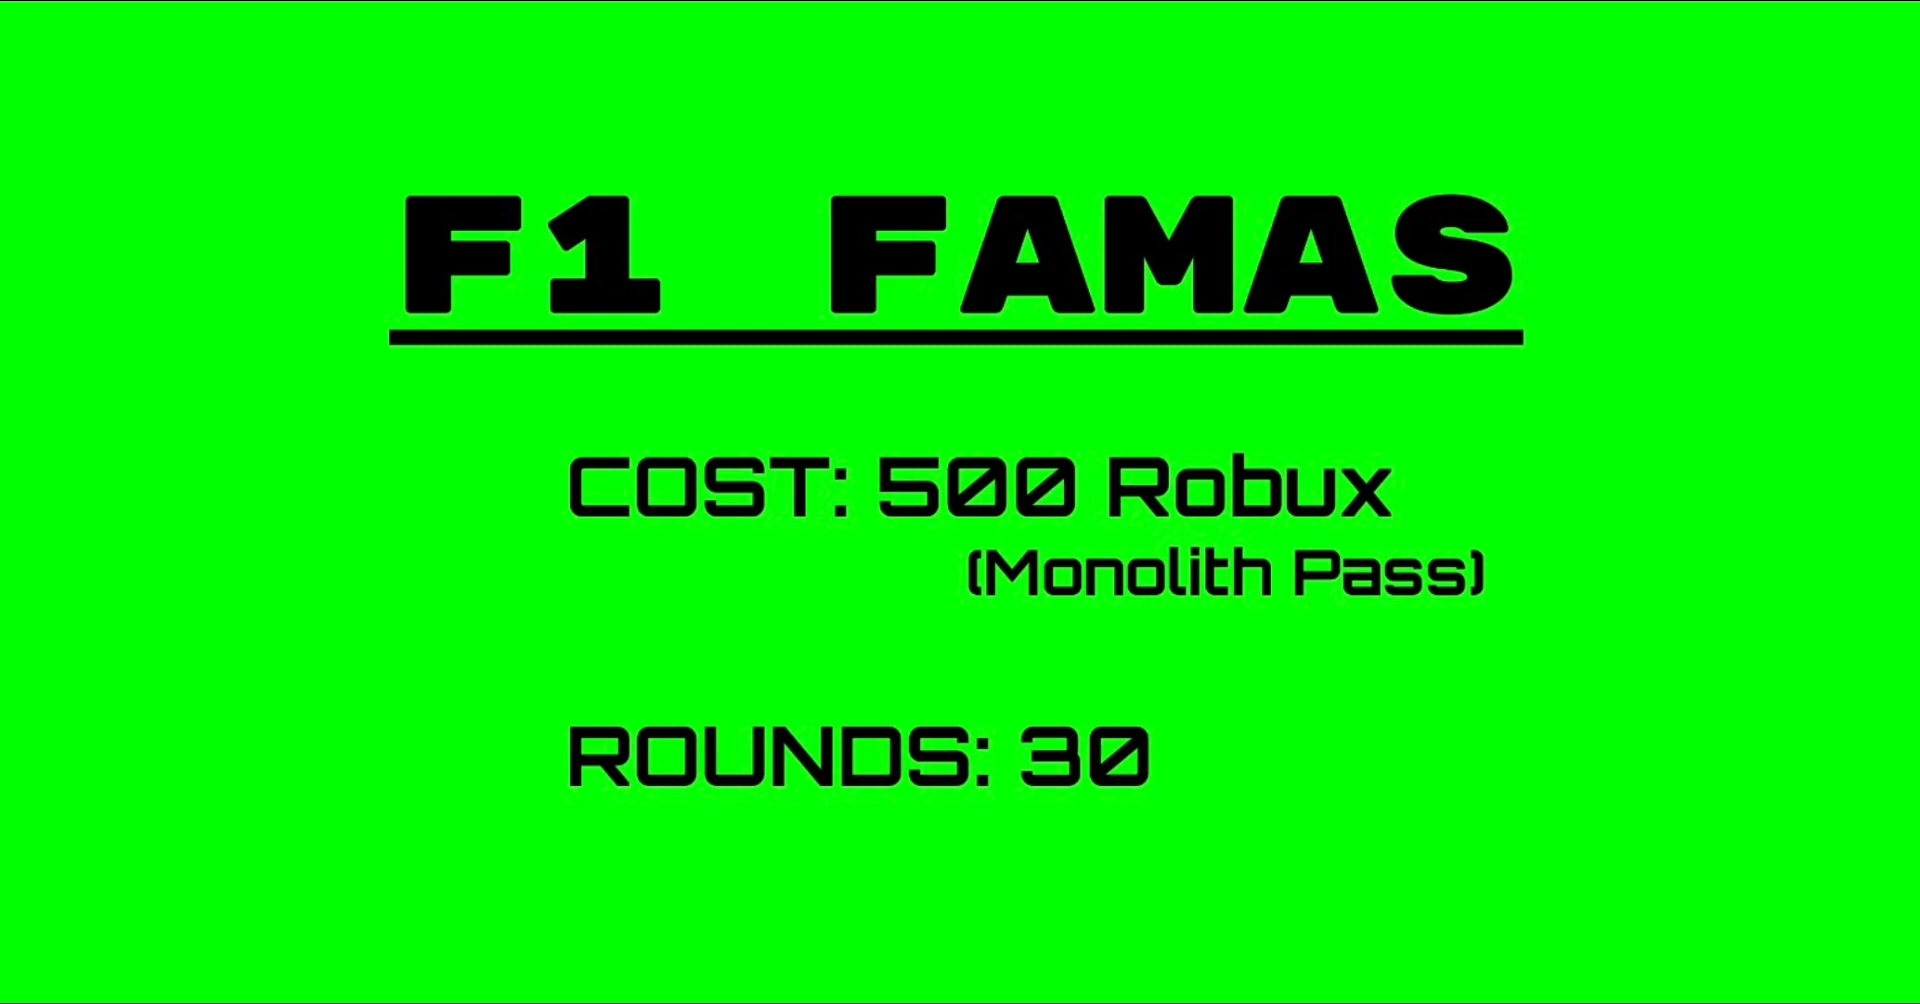 F1 FAMAS
COST: 500 Robux
(Monolith Pass)
ROUNDS: 30